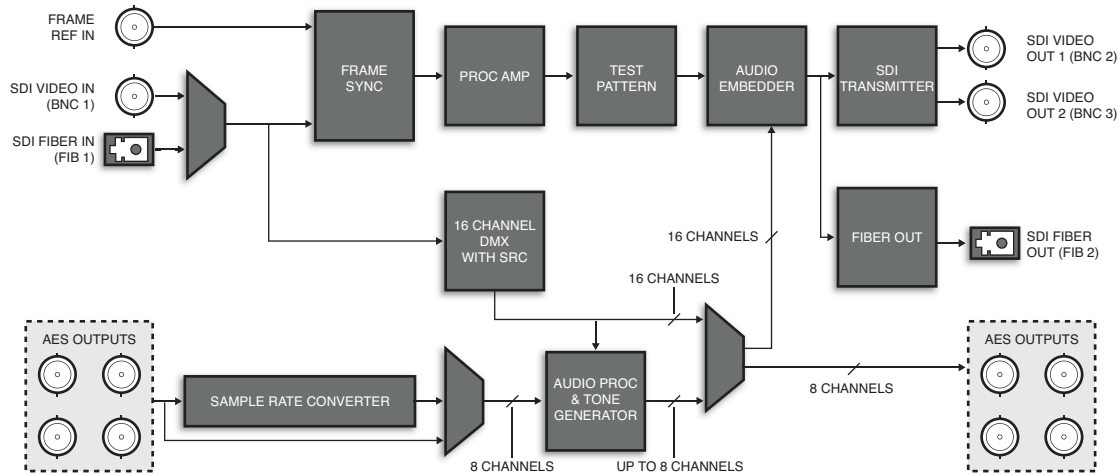 FRAME
REF IN
SDI VIDEO IN
(BNC 1)
SDI FIBER IN
(FIB 1)
FRAME
SYNC
PROC AMP
TEST
PATTERN
AUDIO
EMBEDDER
SDI
TRANSMITTER
SDI VIDEO
OUT 1 (BNC 2)
SDI VIDEO
OUT 2 (BNC 3)
16 CHANNEL
DMX
WITH SRC
16 CHANNELS
FIBER OUT
SDI FIBER
OUT (FIB 2)
16 CHANNELS
AES OUTPUTS
SAMPLE RATE CONVERTER
8 CHANNELS
AUDIO PROC
& TONE
GENERATOR
UP TO 8 CHANNELS
8 CHANNELS
AES OUTPUTS